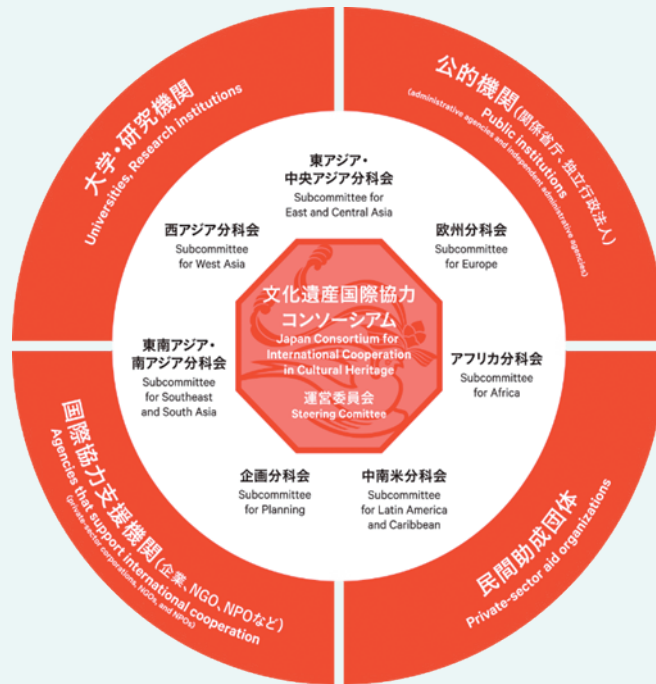 大学・研究機関
Universities, Research institutions
公的機関(関係省庁、独立行政法人)
Public institutions
(administrative agencies and independent administrative agencies)
東アジア・
中央アジア分科会
Subcommittee for
East and Central Asia
西アジア分科会
Subcommittee
for West Asia
欧州分科会
Subcommittee
for Europe
文化遺産国際協力
コンソーシアム
Japan Consortium for
International Cooperation
in Cultural Heritage
運営委員会
Steering Comittee
東南アジア・
南アジア分科会
Subcommittee
for Southeast
and South Asia
アフリカ分科会
Subcommittee
for Africa
企画分科会
Subcommittee
for Planning
中南米分科会
Subcommittee
for Latin America
and Caribbean
国際協力支援機関(企業、NGO、NPOなど)
Agencies that support international cooperation
(private-sector corporations, NGOs, and NPOs)
民間助成団体
Private-sector aid organizations